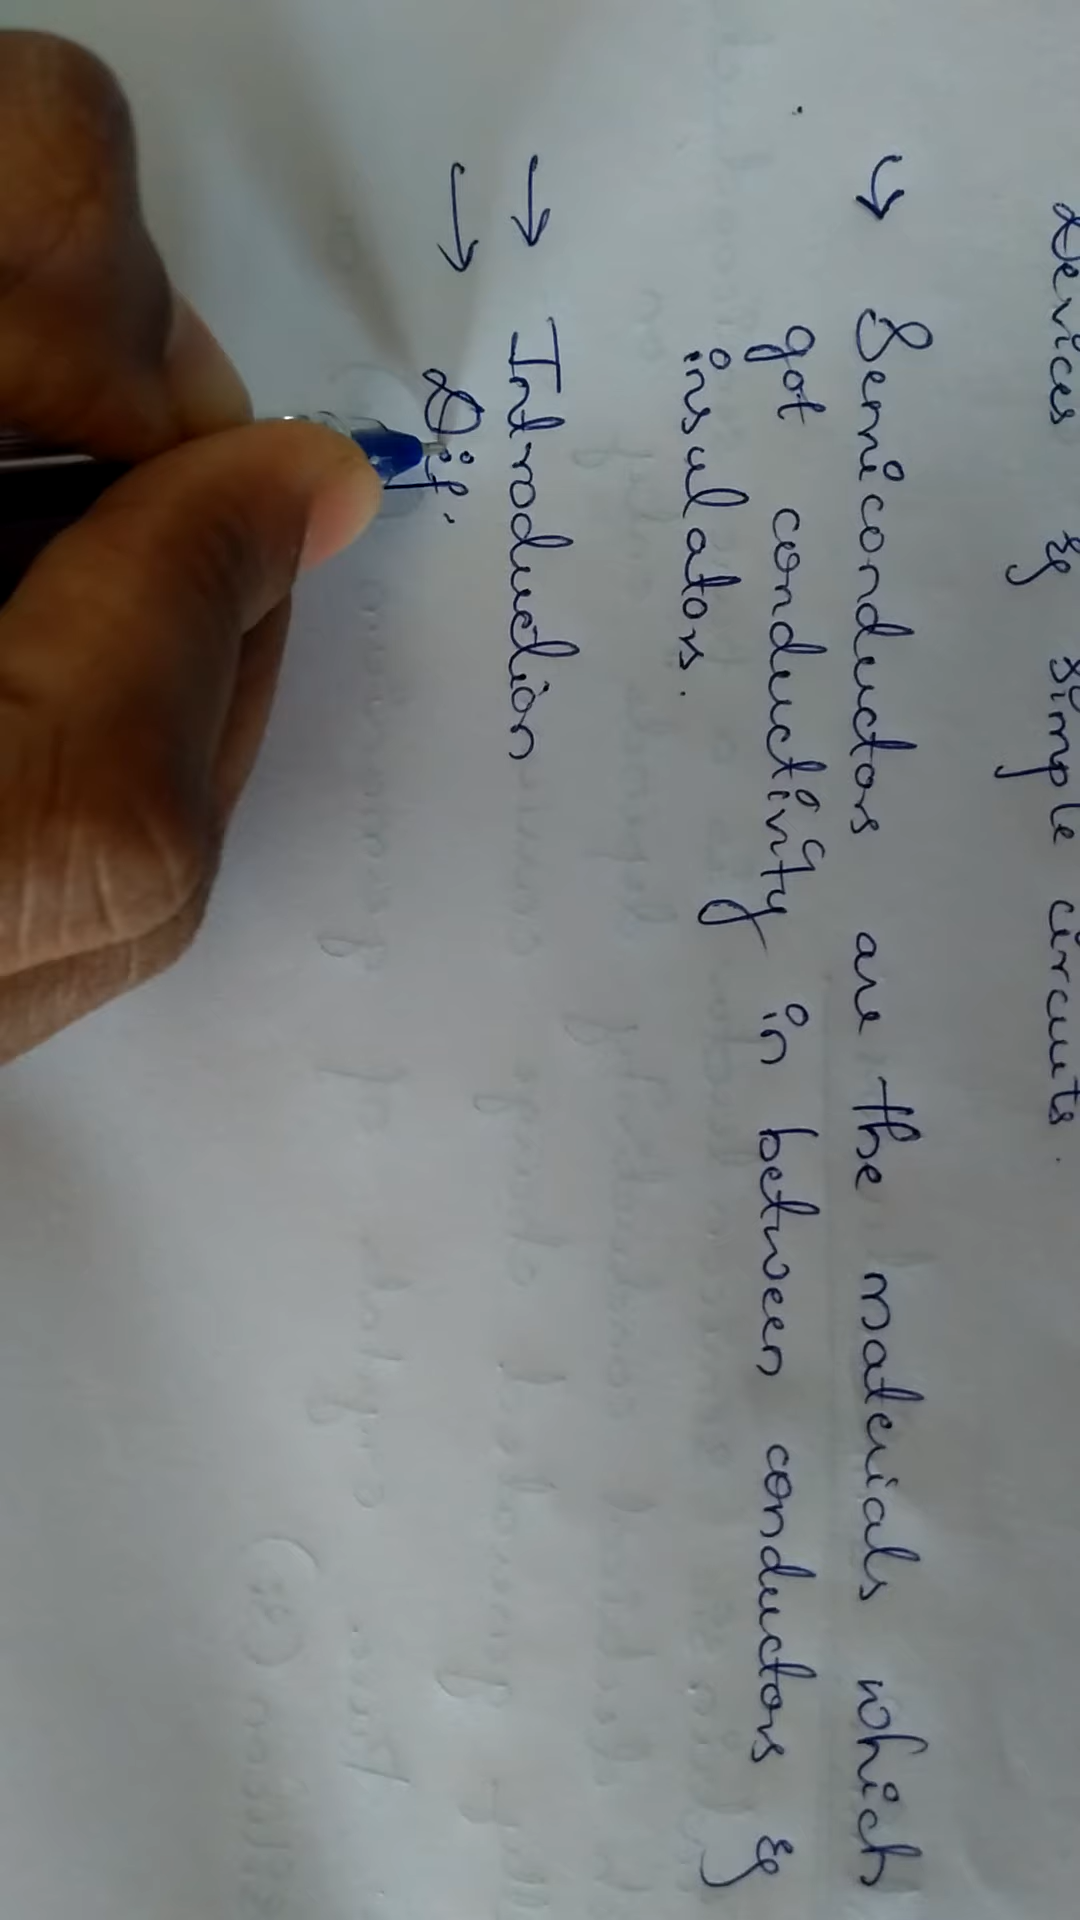 Devices & simple circuits.
↳ Semiconductors are the materials which
got conductivity in between conductors &
insulators.
→ Introduction
→ Dif.